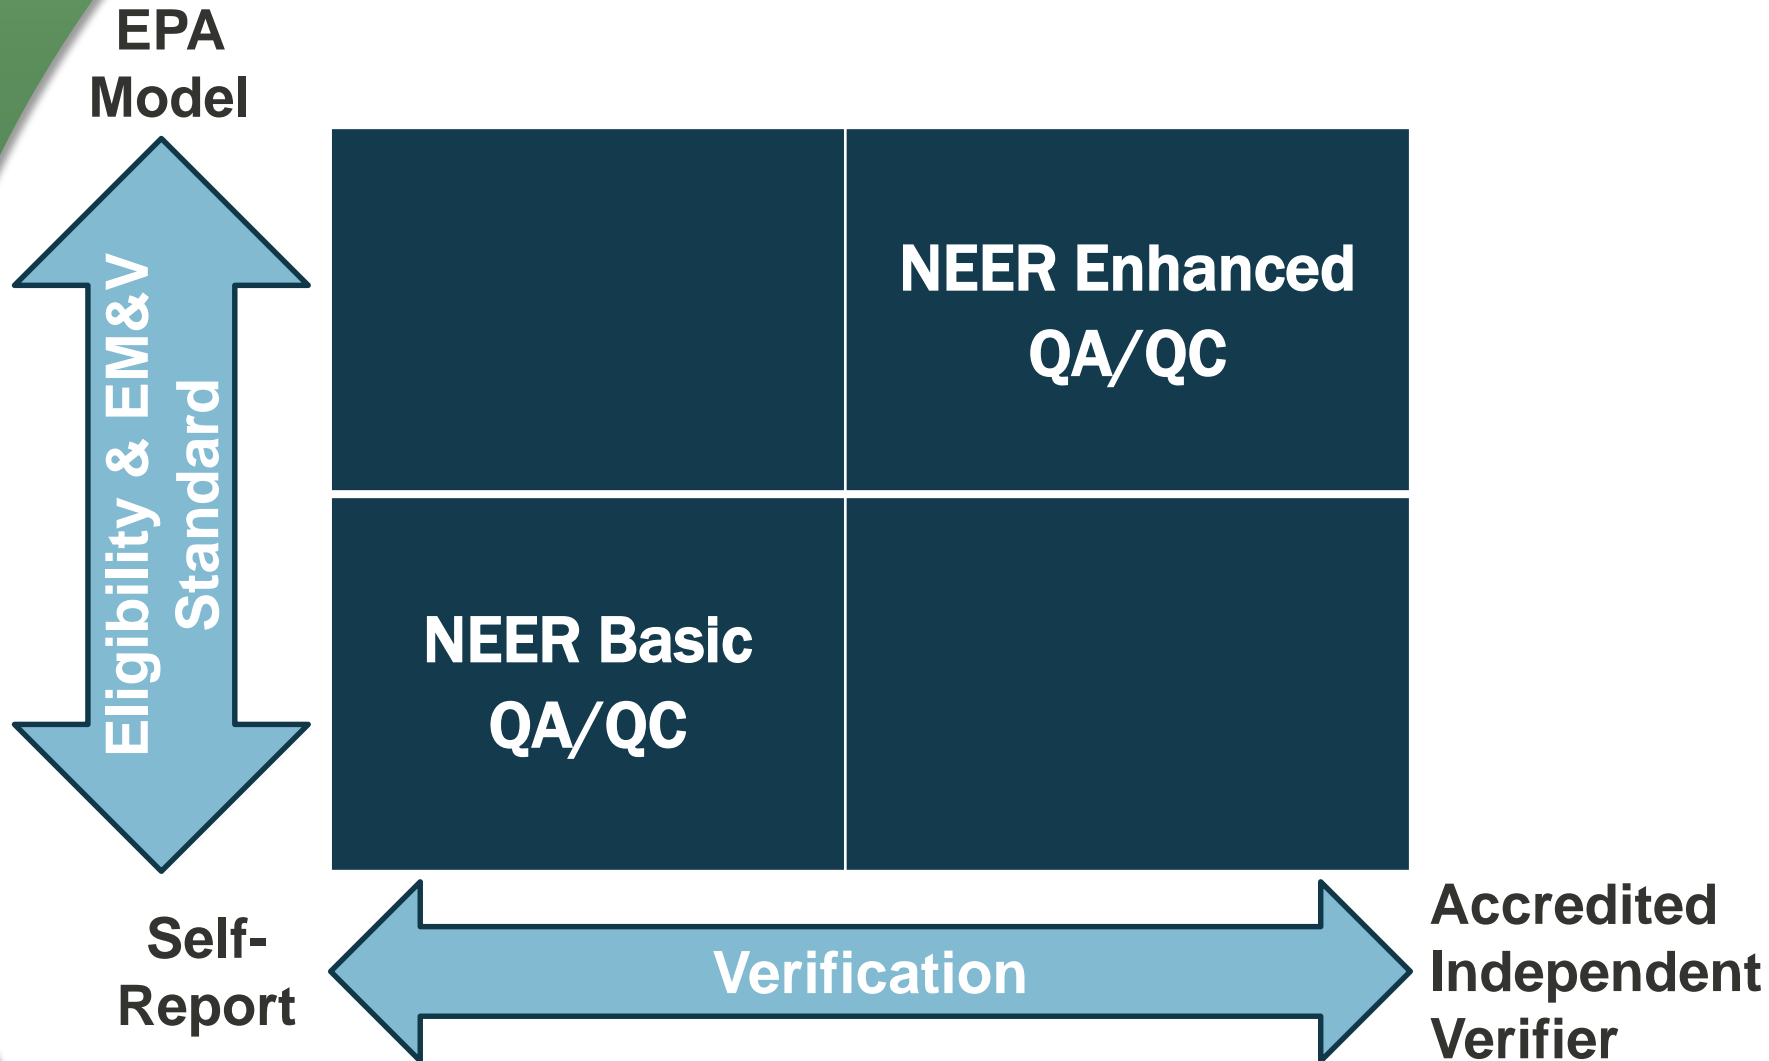 EPA
Model
Eligibility & EM&V
Standard
NEER Enhanced
QA/QC
NEER Basic
QA/QC
Self-
Report
Verification
Accredited
Independent
Verifier